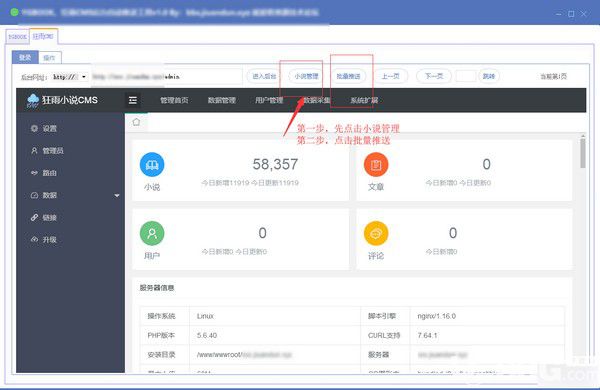 YGBOOK 狂雨CMS
登录 操作
后台网址: http:// admin 进入后台 小说管理 批量推送 上一页 下一页 跳转 当前第1页
狂雨小说CMS 管理首页 数据管理 用户管理 数据采集 系统扩展
第一步，先点击小说管理
第二步，点击批量推送
设置
管理员
路由
数据
链接
升级
58,357
小说 今日新增11919 今日更新11919
0
文章 今日新增0 今日更新0
0
用户 今日新增0 今日更新0
0
评论 今日新增0
服务器信息
操作系统 Linux 脚本引擎 nginx/1.16.0
PHP版本 5.6.40 CURL支持 7.64.1
安装目录 /www/wwwroot/ 服务器